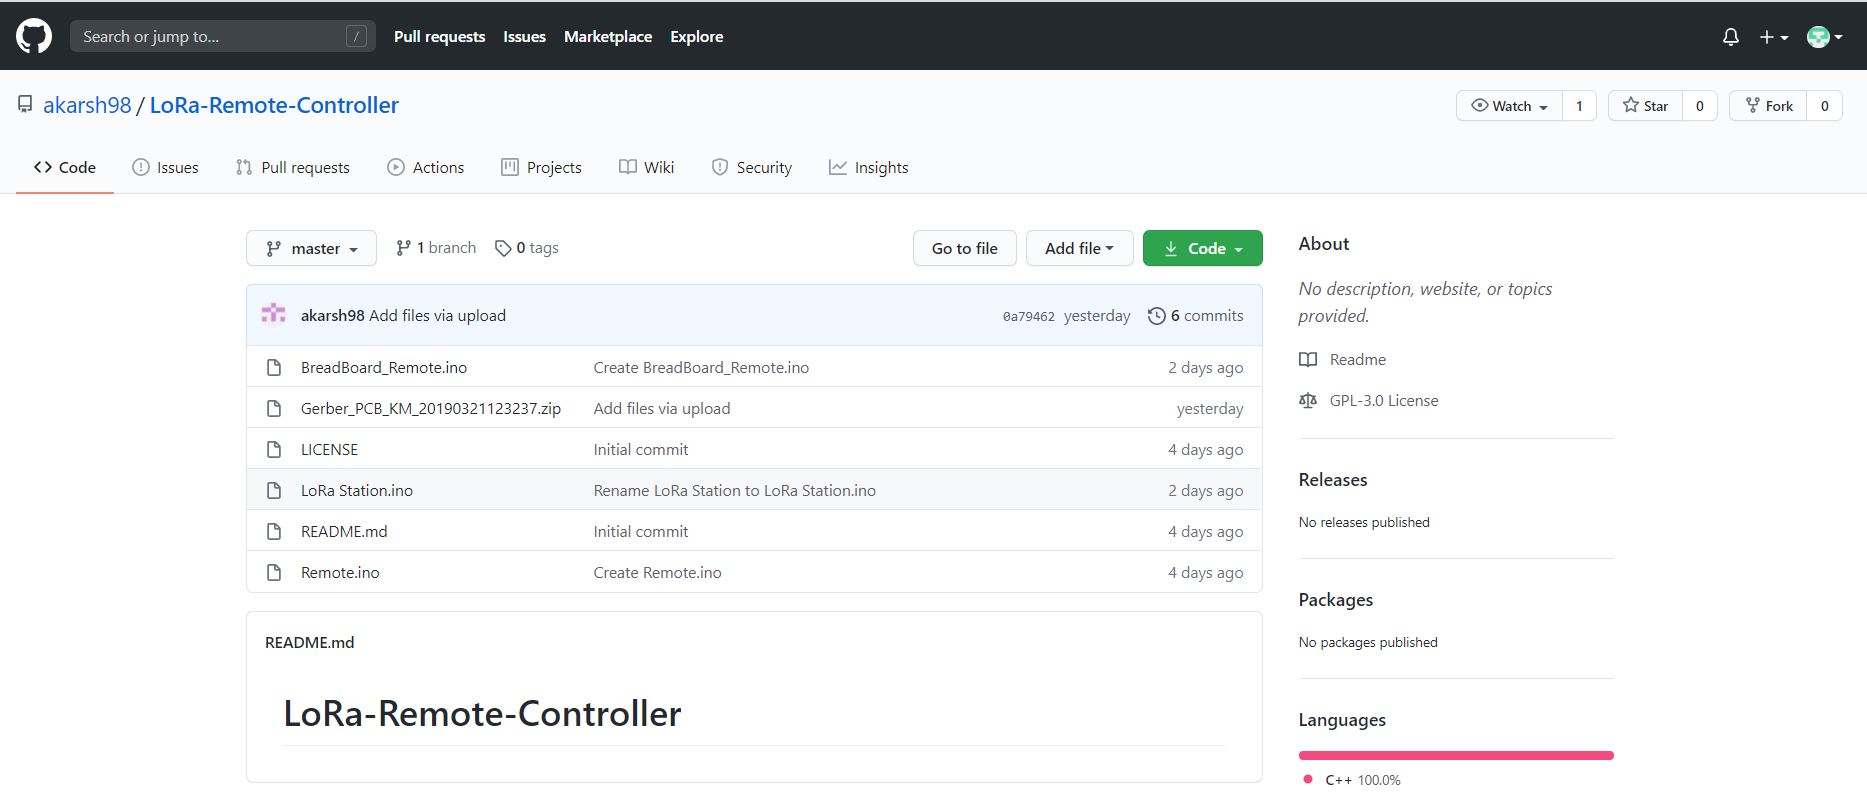 Search or jump to... / Pull requests Issues Marketplace Explore
akarsh98 / LoRa-Remote-Controller Watch 1 Star 0 Fork 0
Code Issues Pull requests Actions Projects Wiki Security Insights
master 1 branch 0 tags Go to file Add file Code
akarsh98 Add files via upload 0a79462 yesterday 6 commits
BreadBoard_Remote.ino Create BreadBoard_Remote.ino 2 days ago
Gerber_PCB_KM_20190321123237.zip Add files via upload yesterday
LICENSE Initial commit 4 days ago
LoRa Station.ino Rename LoRa Station to LoRa Station.ino 2 days ago
README.md Initial commit 4 days ago
Remote.ino Create Remote.ino 4 days ago
README.md
LoRa-Remote-Controller
About
No description, website, or topics
provided.
Readme
GPL-3.0 License
Releases
No releases published
Packages
No packages published
Languages
C++ 100.0%